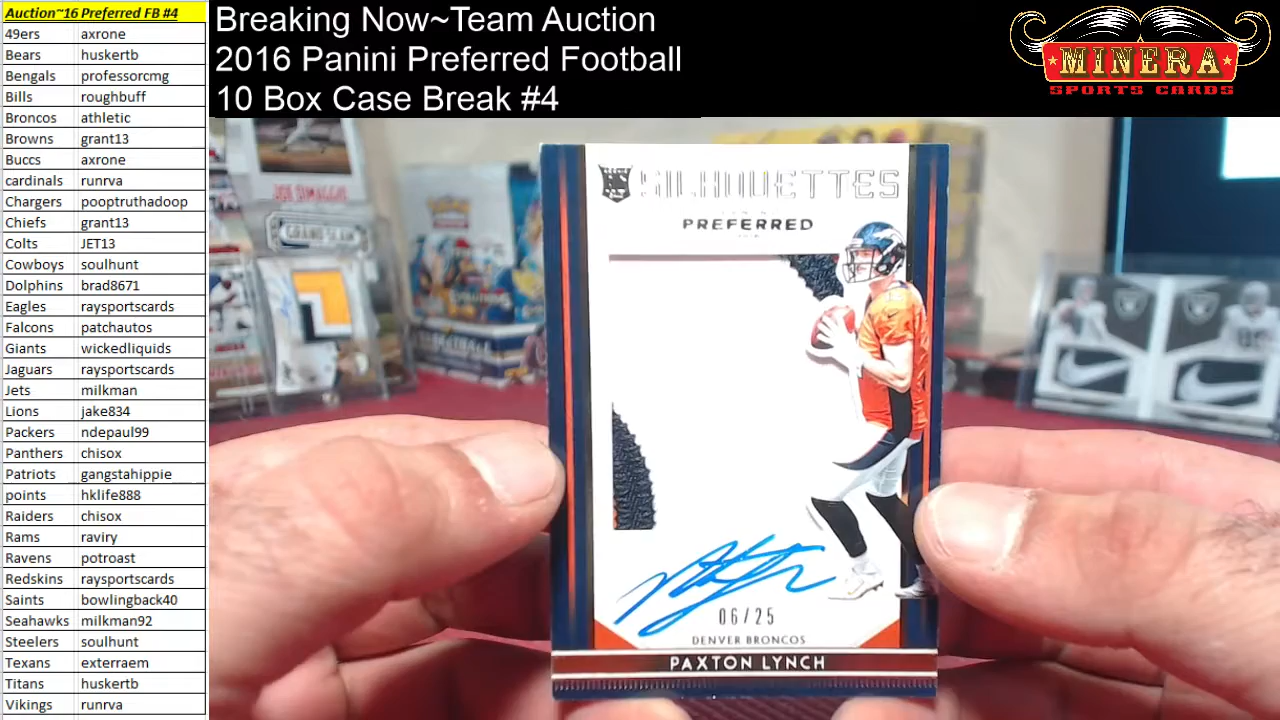 Auction~16 Preferred FB #4
49ers axrone
Bears huskertb
Bengals professorcmg
Bills roughbuff
Broncos athletic
Browns grant13
Buccs axrone
cardinals runrva
Chargers pooptruthadoop
Chiefs grant13
Colts JET13
Cowboys soulhunt
Dolphins brad8671
Eagles raysportscards
Falcons patchautos
Giants wickedliquids
Jaguars raysportscards
Jets milkman
Lions jake834
Packers ndepaul99
Panthers chisox
Patriots gangstahippie
points hklife888
Raiders chisox
Rams raviry
Ravens potroast
Redskins raysportscards
Saints bowlingback40
Seahawks milkman92
Steelers soulhunt
Texans exterraem
Titans huskertb
Vikings runrva
Breaking Now~Team Auction
2016 Panini Preferred Football
10 Box Case Break #4
MINERA
SPORTS CARDS
JOE DIMAGGIO
GRAND SLAM
SILHOUETTES
PREFERRED
06/25
DENVER BRONCOS
PAXTON LYNCH